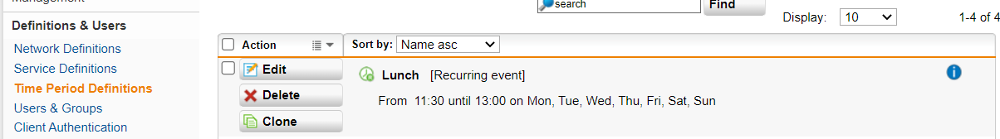 Management
search
Find
Display: 10 1-4 of 4
Definitions & Users
Network Definitions
Service Definitions
Time Period Definitions
Users & Groups
Client Authentication
Action
Sort by: Name asc
Edit
Delete
Clone
Lunch [Recurring event]
From 11:30 until 13:00 on Mon, Tue, Wed, Thu, Fri, Sat, Sun